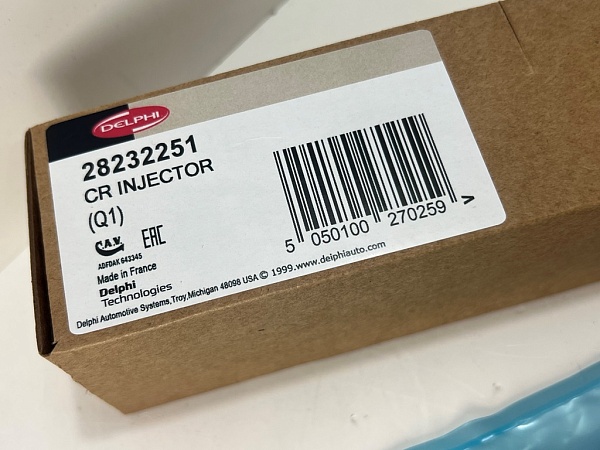 DELPHI
28232251
CR INJECTOR
(Q1)
C.A.V. EAC
ADFDAK 643345
Made in France
Delphi
Technologies
Delphi Automotive Systems,Troy,Michigan 48098 USA © 1999.www.delphiauto.com
5 050100 270259 >